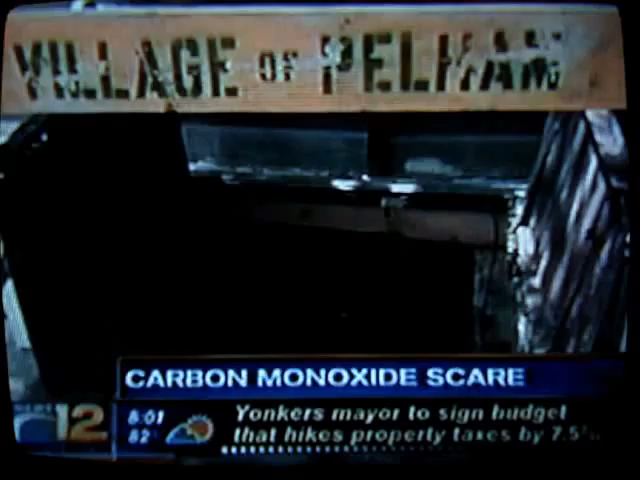 VILLAGE OF PELHAM
CARBON MONOXIDE SCARE
12
8:01
82°
Yonkers mayor to sign budget
that hikes property taxes by 7.5%